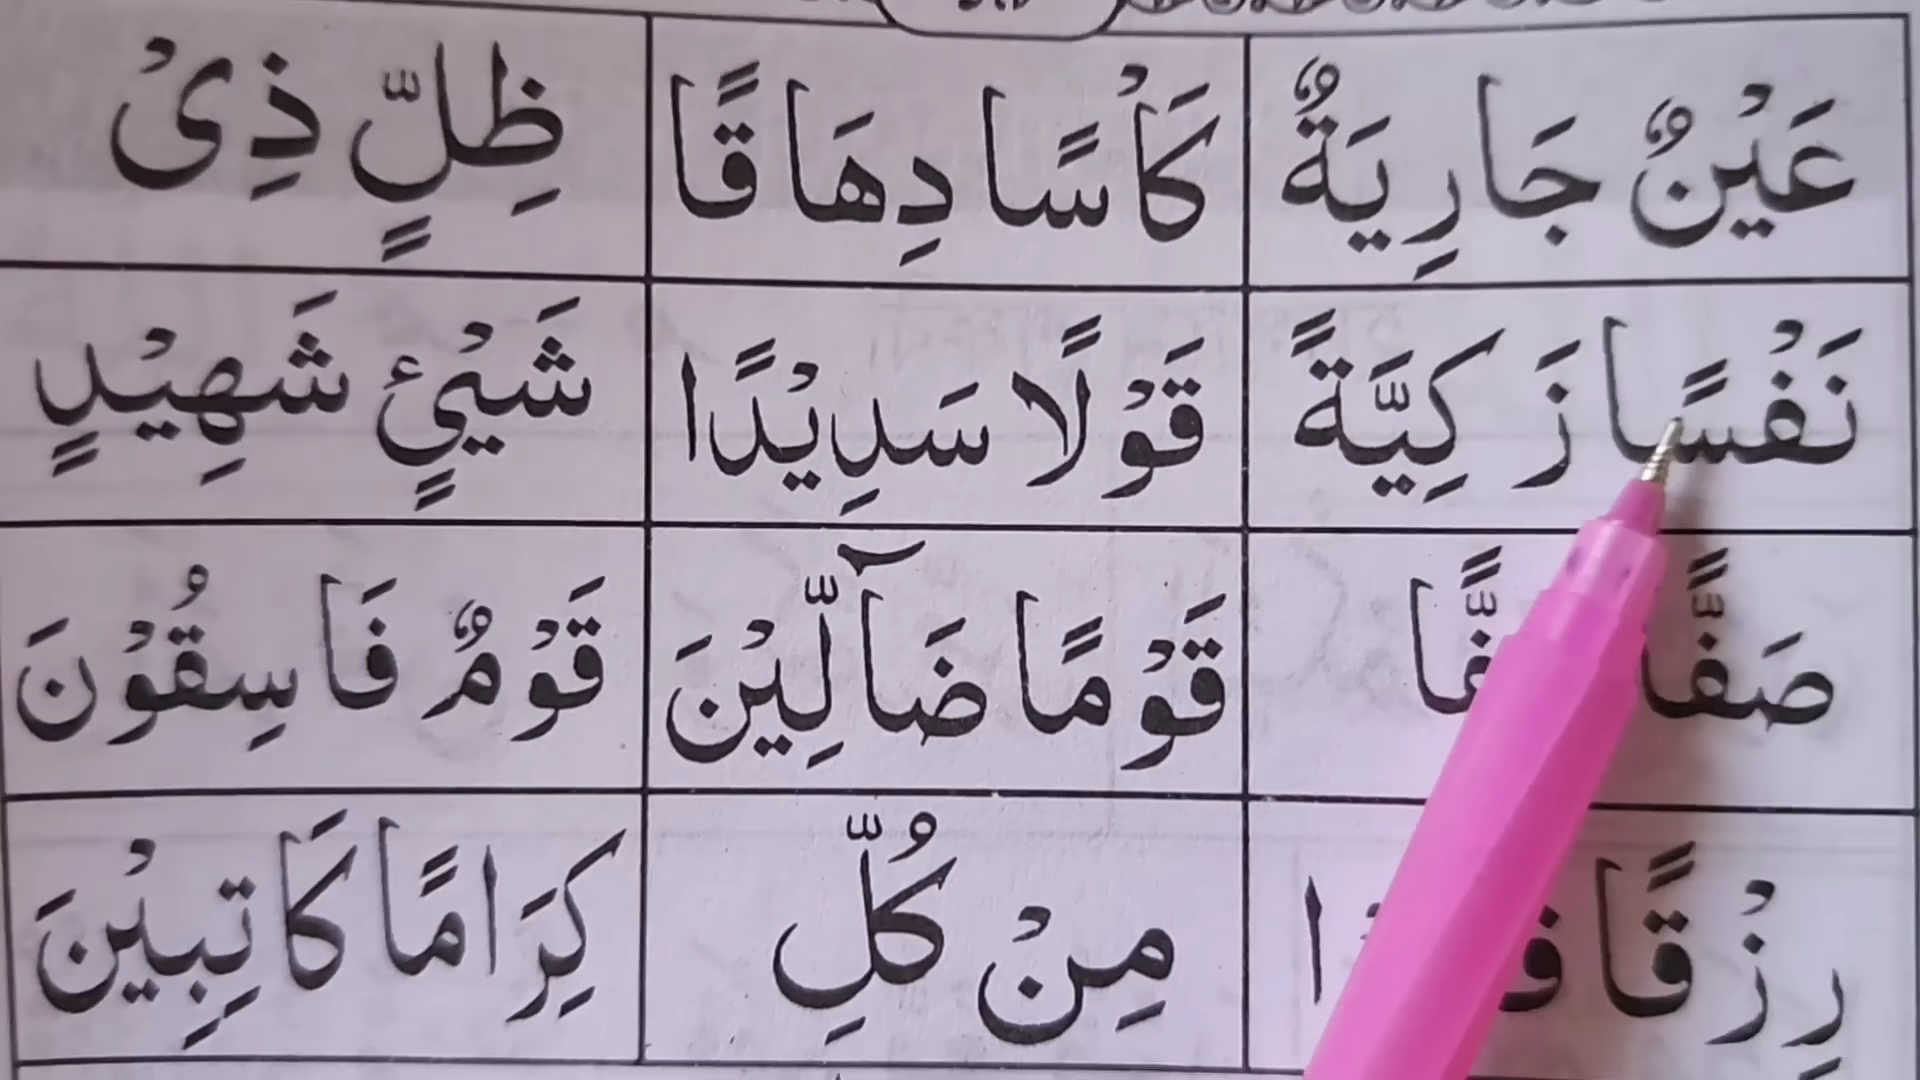 عَيْنٌ جَارِيَةٌ كَاْسًا دِهَاقًا ظِلٍّ ذِىْ
نَفْسًا زَكِيَّةً قَوْلًا سَدِيْدًا شَيْئٍ شَهِيْدٍ
صَفًّا قَوْمًا ضَآلِّيْنَ قَوْمٌ فَاسِقُوْنَ
رِزْقًا مِنْ كُلِّ كِرَامًا كَاتِبِيْنَ